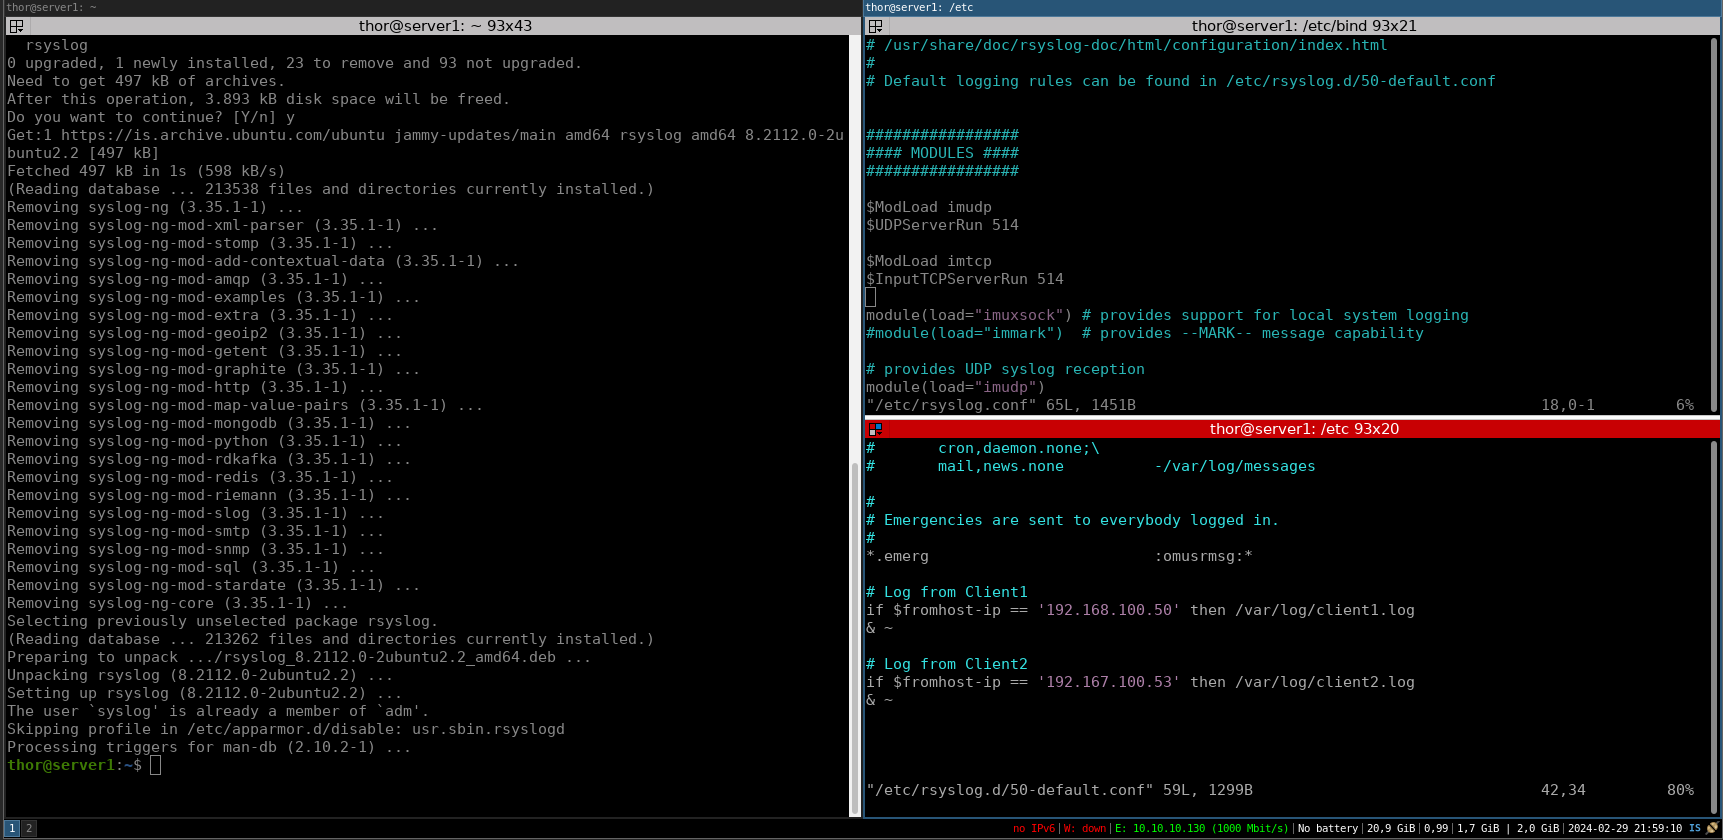 thor@server1: ~
thor@server1: ~ 93x43
rsyslog
0 upgraded, 1 newly installed, 23 to remove and 93 not upgraded.
Need to get 497 kB of archives.
After this operation, 3.893 kB disk space will be freed.
Do you want to continue? [Y/n] y
Get:1 https://is.archive.ubuntu.com/ubuntu jammy-updates/main amd64 rsyslog amd64 8.2112.0-2u
buntu2.2 [497 kB]
Fetched 497 kB in 1s (598 kB/s)
(Reading database ... 213538 files and directories currently installed.)
Removing syslog-ng (3.35.1-1) ...
Removing syslog-ng-mod-xml-parser (3.35.1-1) ...
Removing syslog-ng-mod-stomp (3.35.1-1) ...
Removing syslog-ng-mod-add-contextual-data (3.35.1-1) ...
Removing syslog-ng-mod-amqp (3.35.1-1) ...
Removing syslog-ng-mod-examples (3.35.1-1) ...
Removing syslog-ng-mod-extra (3.35.1-1) ...
Removing syslog-ng-mod-geoip2 (3.35.1-1) ...
Removing syslog-ng-mod-getent (3.35.1-1) ...
Removing syslog-ng-mod-graphite (3.35.1-1) ...
Removing syslog-ng-mod-http (3.35.1-1) ...
Removing syslog-ng-mod-map-value-pairs (3.35.1-1) ...
Removing syslog-ng-mod-mongodb (3.35.1-1) ...
Removing syslog-ng-mod-python (3.35.1-1) ...
Removing syslog-ng-mod-rdkafka (3.35.1-1) ...
Removing syslog-ng-mod-redis (3.35.1-1) ...
Removing syslog-ng-mod-riemann (3.35.1-1) ...
Removing syslog-ng-mod-slog (3.35.1-1) ...
Removing syslog-ng-mod-smtp (3.35.1-1) ...
Removing syslog-ng-mod-snmp (3.35.1-1) ...
Removing syslog-ng-mod-sql (3.35.1-1) ...
Removing syslog-ng-mod-stardate (3.35.1-1) ...
Removing syslog-ng-core (3.35.1-1) ...
Selecting previously unselected package rsyslog.
(Reading database ... 213262 files and directories currently installed.)
Preparing to unpack .../rsyslog_8.2112.0-2ubuntu2.2_amd64.deb ...
Unpacking rsyslog (8.2112.0-2ubuntu2.2) ...
Setting up rsyslog (8.2112.0-2ubuntu2.2) ...
The user `syslog' is already a member of `adm'.
Skipping profile in /etc/apparmor.d/disable: usr.sbin.rsyslogd
Processing triggers for man-db (2.10.2-1) ...
thor@server1:~$
thor@server1: /etc
thor@server1: /etc/bind 93x21
# /usr/share/doc/rsyslog-doc/html/configuration/index.html
#
# Default logging rules can be found in /etc/rsyslog.d/50-default.conf
#################
#### MODULES ####
#################
$ModLoad imudp
$UDPServerRun 514
$ModLoad imtcp
$InputTCPServerRun 514
module(load="imuxsock") # provides support for local system logging
#module(load="immark")  # provides --MARK-- message capability
# provides UDP syslog reception
module(load="imudp")
"/etc/rsyslog.conf" 65L, 1451B 18,0-1 6%
thor@server1: /etc 93x20
# cron,daemon.none;\
# mail,news.none -/var/log/messages
#
# Emergencies are sent to everybody logged in.
#
*.emerg :omusrmsg:*
# Log from Client1
if $fromhost-ip == '192.168.100.50' then /var/log/client1.log
& ~
# Log from Client2
if $fromhost-ip == '192.167.100.53' then /var/log/client2.log
& ~
"/etc/rsyslog.d/50-default.conf" 59L, 1299B 42,34 80%
1 2 no IPv6|W: down|E: 10.10.10.130 (1000 Mbit/s)|No battery|20,9 GiB|0,99|1,7 GiB | 2,0 GiB|2024-02-29 21:59:10 IS